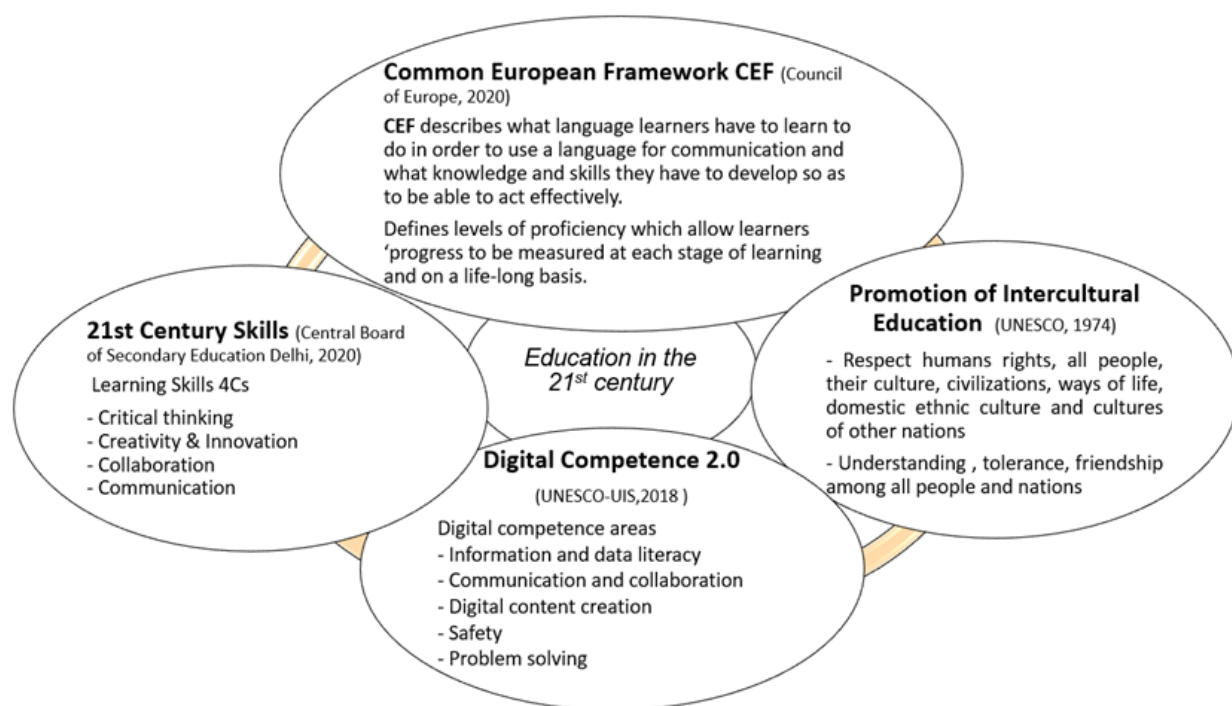 Common European Framework CEF (Council
of Europe, 2020)
CEF describes what language learners have to learn to
do in order to use a language for communication and
what knowledge and skills they have to develop so as
to be able to act effectively.
Defines levels of proficiency which allow learners
‘progress to be measured at each stage of learning
and on a life-long basis.
21st Century Skills (Central Board
of Secondary Education Delhi, 2020)
Learning Skills 4Cs
- Critical thinking
- Creativity & Innovation
- Collaboration
- Communication
Education in the
21st century
Promotion of Intercultural
Education (UNESCO, 1974)
- Respect humans rights, all people,
their culture, civilizations, ways of life,
domestic ethnic culture and cultures
of other nations
- Understanding , tolerance, friendship
among all people and nations
Digital Competence 2.0
(UNESCO-UIS,2018 )
Digital competence areas
- Information and data literacy
- Communication and collaboration
- Digital content creation
- Safety
- Problem solving